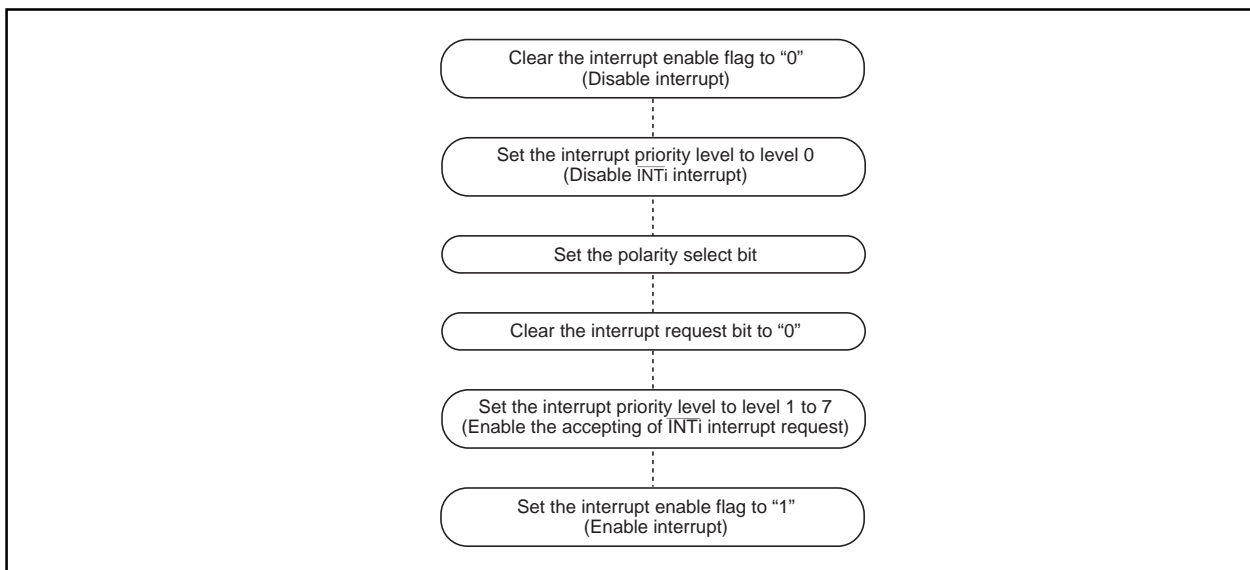 Clear the interrupt enable flag to “0”
(Disable interrupt)
Set the interrupt priority level to level 0
(Disable INTi interrupt)
Set the polarity select bit
Clear the interrupt request bit to “0”
Set the interrupt priority level to level 1 to 7
(Enable the accepting of INTi interrupt request)
Set the interrupt enable flag to “1”
(Enable interrupt)